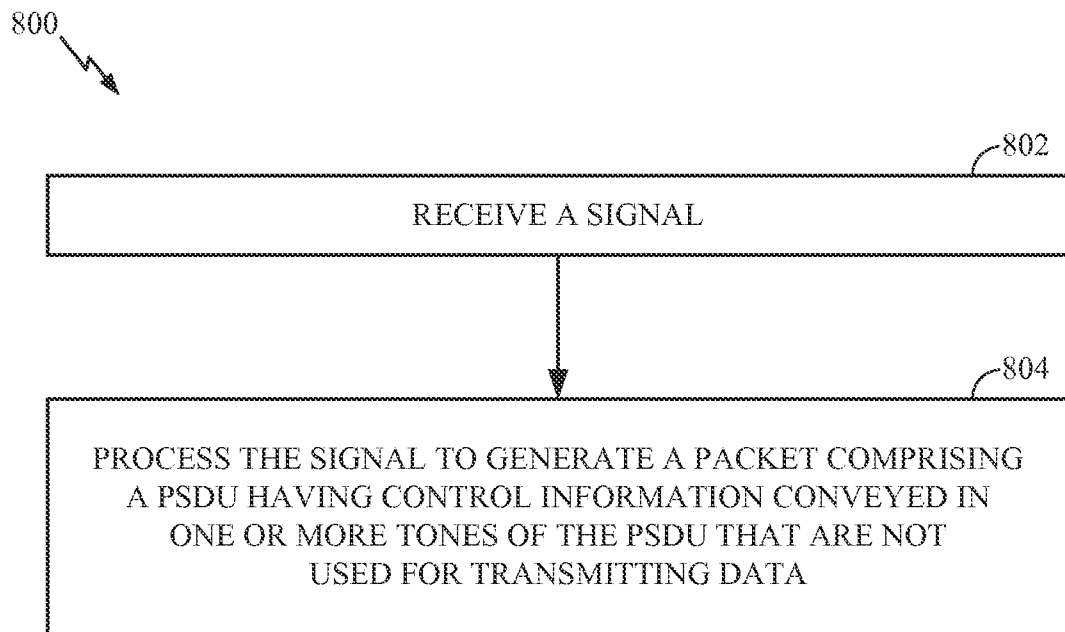 800
802
RECEIVE A SIGNAL
804
PROCESS THE SIGNAL TO GENERATE A PACKET COMPRISING
A PSDU HAVING CONTROL INFORMATION CONVEYED IN
ONE OR MORE TONES OF THE PSDU THAT ARE NOT
USED FOR TRANSMITTING DATA